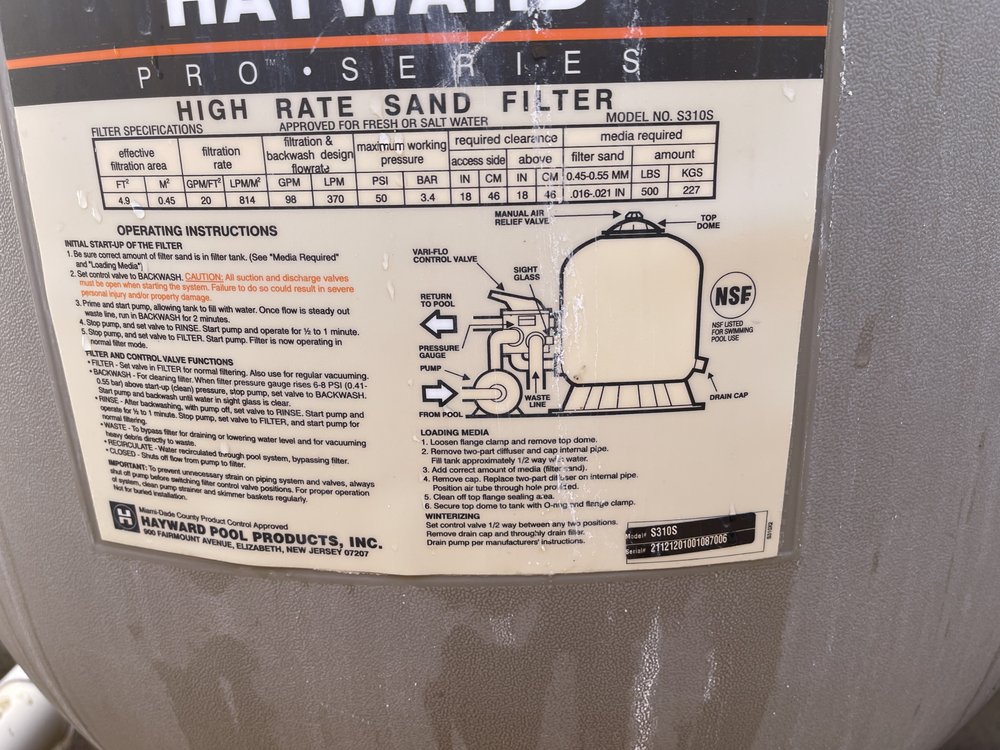 HAYWARD
PRO™ • SERIES
HIGH RATE SAND FILTER
FILTER SPECIFICATIONS
APPROVED FOR FRESH OR SALT WATER
MODEL NO. S310S
effective filtration area
filtration rate
filtration & backwash design flowrate
maximum working pressure
required clearance
media required
access side above filter sand amount
FT² M² GPM/FT² LPM/M² GPM LPM PSI BAR IN CM IN CM 0.45-0.55 MM LBS KGS
4.9 0.45 20 814 98 370 50 3.4 18 46 18 46 .016-.021 IN 500 227
OPERATING INSTRUCTIONS
INITIAL START-UP OF THE FILTER
1. Be sure correct amount of filter sand is in filter tank. (See "Media Required"
and "Loading Media")
2. Set control valve to BACKWASH. CAUTION: All suction and discharge valves
must be open when starting the system. Failure to do so could result in severe
personal injury and/or property damage.
3. Prime and start pump, allowing tank to fill with water. Once flow is steady out
waste line, run in BACKWASH for 2 minutes.
4. Stop pump, and set valve to RINSE. Start pump and operate for ½ to 1 minute.
5. Stop pump, and set valve to FILTER. Start pump. Filter is now operating in
normal filter mode.
FILTER AND CONTROL VALVE FUNCTIONS
• FILTER - Set valve in FILTER for normal filtering. Also use for regular vacuuming.
• BACKWASH - For cleaning filter. When filter pressure gauge rises 6-8 PSI (0.41-
0.55 bar) above start-up (clean) pressure, stop pump, set valve to BACKWASH.
Start pump and backwash until water in sight glass is clear.
• RINSE - After backwashing, with pump off, set valve to RINSE. Start pump and
operate for ½ to 1 minute. Stop pump, set valve to FILTER, and start pump for
normal filtering.
• WASTE - To bypass filter for draining or lowering water level and for vacuuming
heavy debris directly to waste.
• RECIRCULATE - Water recirculated through pool system, bypassing filter.
• CLOSED - Shuts off flow from pump to filter.
IMPORTANT: To prevent unnecessary strain on piping system and valves, always
shut off pump before switching filter control valve positions. For proper operation
of system, clean pump strainer and skimmer baskets regularly.
Not for buried installation.
H
Miami-Dade County Product Control Approved
HAYWARD POOL PRODUCTS, INC.
900 FAIRMOUNT AVENUE, ELIZABETH, NEW JERSEY 07207
MANUAL AIR
RELIEF VALVE
TOP
DOME
VARI-FLO
CONTROL VALVE
SIGHT
GLASS
RETURN
TO POOL
PRESSURE
GAUGE
PUMP
FROM POOL
WASTE
LINE
DRAIN CAP
NSF
NSF LISTED
FOR SWIMMING
POOL USE
LOADING MEDIA
1. Loosen flange clamp and remove top dome.
2. Remove two-part diffuser and cap internal pipe.
Fill tank approximately 1/2 way with water.
3. Add correct amount of media (filter sand).
4. Remove cap. Replace two-part diffuser on internal pipe.
Position air tube through hole provided.
5. Clean off top flange sealing area.
6. Secure top dome to tank with O-ring and flange clamp.
WINTERIZING
Set control valve 1/2 way between any two positions.
Remove drain cap and throughly drain filter.
Drain pump per manufacturers' instructions.
Model# S310S
Serial# 21121201001087006